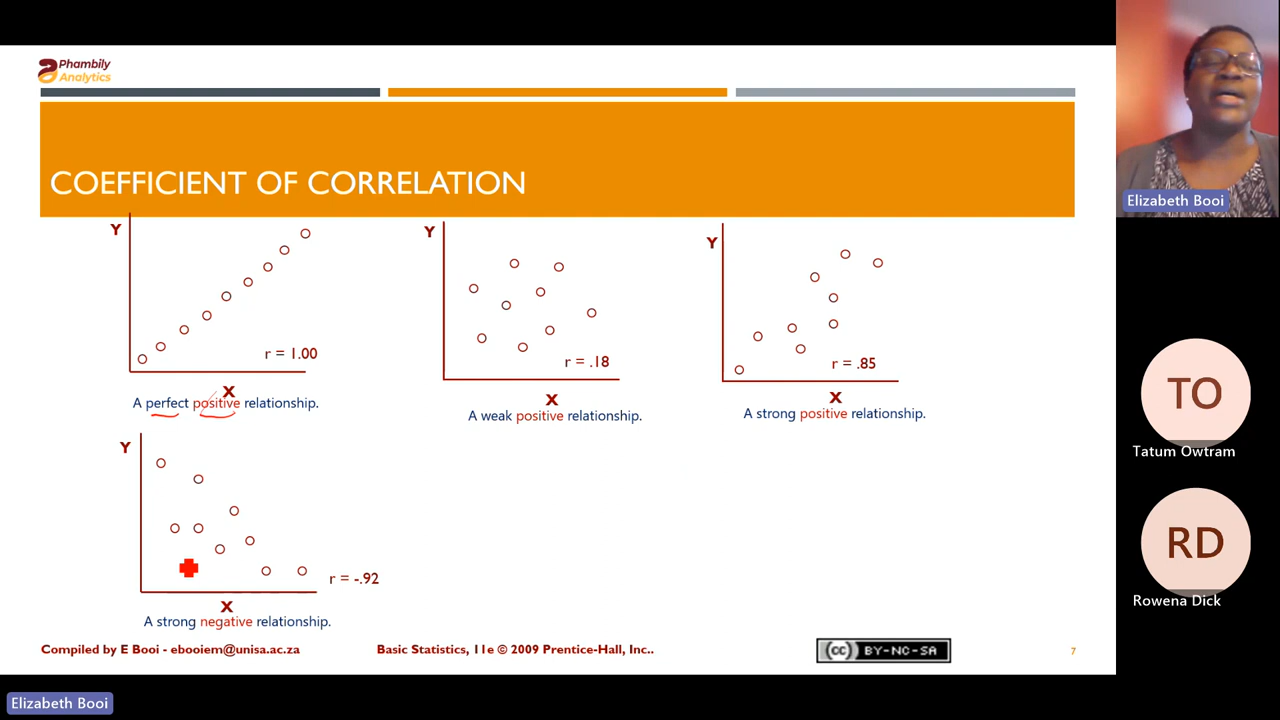 Phambily
Analytics
COEFFICIENT OF CORRELATION
Y
r = 1.00
X
A perfect positive relationship.
Y
r = .18
X
A weak positive relationship.
Y
r = .85
X
A strong positive relationship.
Y
r = -.92
X
A strong negative relationship.
Compiled by E Booi - ebooiem@unisa.ac.za
Basic Statistics, 11e © 2009 Prentice-Hall, Inc..
cc BY-NC-SA
7
Elizabeth Booi
TO
Tatum Owtram
RD
Rowena Dick
Elizabeth Booi